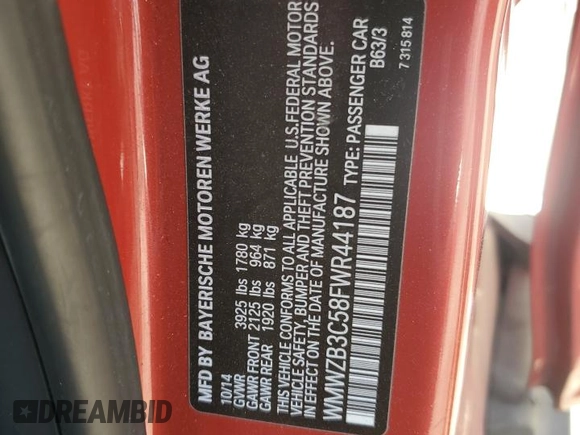 MFD BY BAYERISCHE MOTOREN WERKE AG
10/14
GVWR 3925 lbs 1780 kg
GAWR FRONT 2125 lbs 964 kg
GAWR REAR 1920 lbs 871 kg
THIS VEHICLE CONFORMS TO ALL APPLICABLE U.S.FEDERAL MOTOR
VEHICLE SAFETY, BUMPER AND THEFT PREVENTION STANDARDS
IN EFFECT ON THE DATE OF MANUFACTURE SHOWN ABOVE.
WMWZB3C58FWR44187 TYPE: PASSENGER CAR
B63/3
7 315 814
DREAMBID